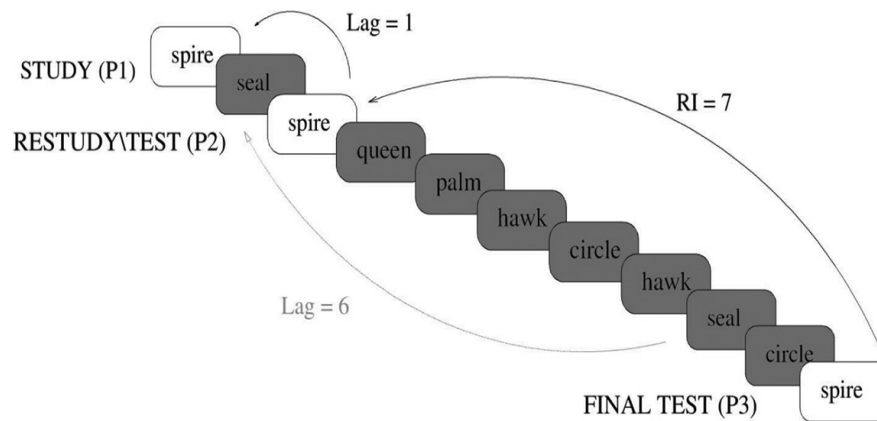 Lag = 1
spire
STUDY (P1)
seal
RI = 7
spire
RESTUDY\TEST (P2)
queen
palm
hawk
circle
hawk
Lag = 6
seal
circle
spire
FINAL TEST (P3)